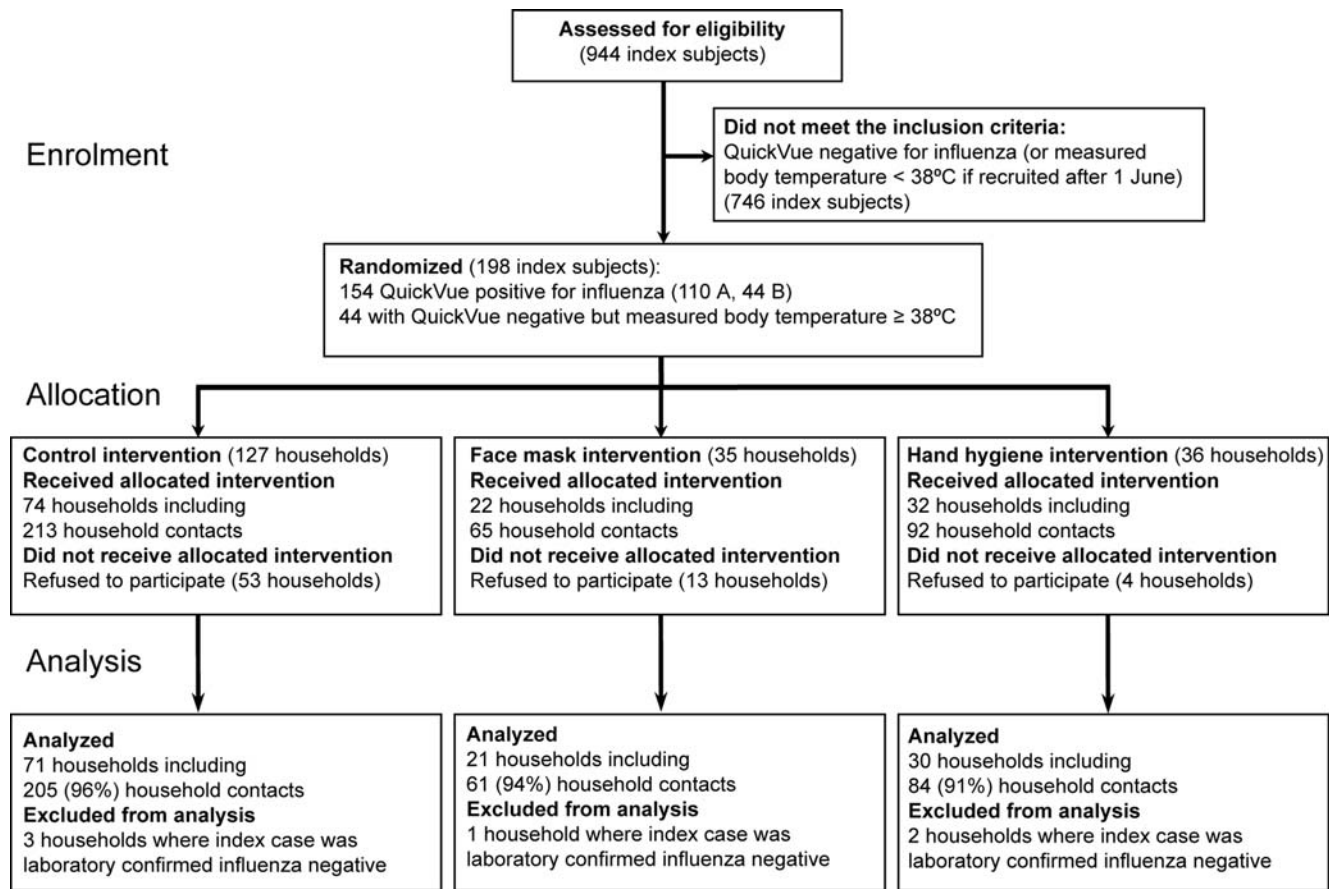 Assessed for eligibility
(944 index subjects)
Enrolment
Did not meet the inclusion criteria:
QuickVue negative for influenza (or measured
body temperature < 38ºC if recruited after 1 June)
(746 index subjects)
Randomized (198 index subjects):
154 QuickVue positive for influenza (110 A, 44 B)
44 with QuickVue negative but measured body temperature ≥ 38ºC
Allocation
Control intervention (127 households)
Received allocated intervention
74 households including
213 household contacts
Did not receive allocated intervention
Refused to participate (53 households)
Face mask intervention (35 households)
Received allocated intervention
22 households including
65 household contacts
Did not receive allocated intervention
Refused to participate (13 households)
Hand hygiene intervention (36 households)
Received allocated intervention
32 households including
92 household contacts
Did not receive allocated intervention
Refused to participate (4 households)
Analysis
Analyzed
71 households including
205 (96%) household contacts
Excluded from analysis
3 households where index case was
laboratory confirmed influenza negative
Analyzed
21 households including
61 (94%) household contacts
Excluded from analysis
1 household where index case was
laboratory confirmed influenza negative
Analyzed
30 households including
84 (91%) household contacts
Excluded from analysis
2 households where index case was
laboratory confirmed influenza negative